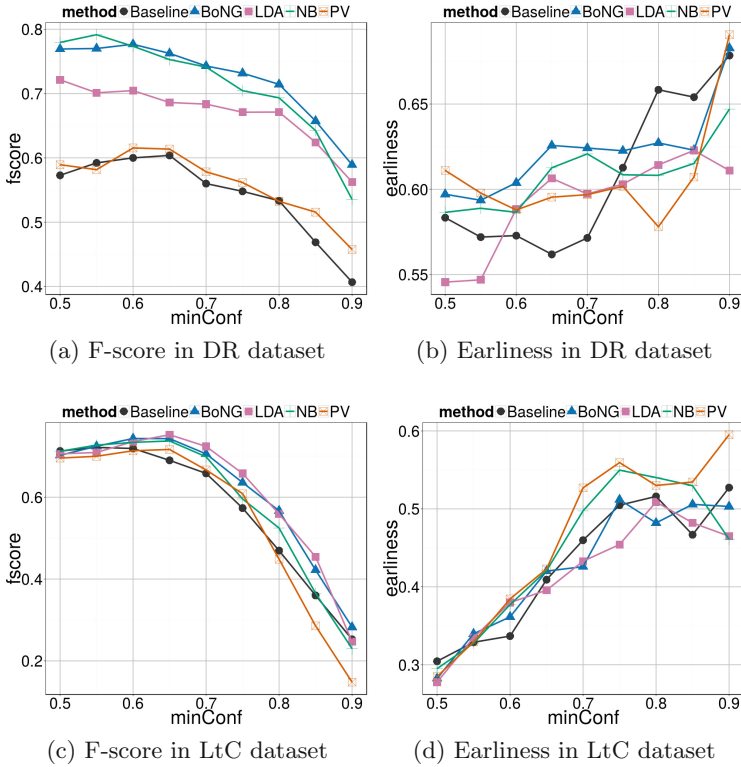 method Baseline BoNG LDA NB PV
method Baseline BoNG LDA NB PV
fscore
0.8
0.7
0.6
0.5
0.4
0.5 0.6 0.7 0.8 0.9
minConf
earliness
0.65
0.60
0.55
0.5 0.6 0.7 0.8 0.9
minConf
(a) F-score in DR dataset
(b) Earliness in DR dataset
method Baseline BoNG LDA NB PV
method Baseline BoNG LDA NB PV
fscore
0.6
0.4
0.2
0.5 0.6 0.7 0.8 0.9
minConf
earliness
0.6
0.5
0.4
0.3
0.5 0.6 0.7 0.8 0.9
minConf
(c) F-score in LtC dataset
(d) Earliness in LtC dataset